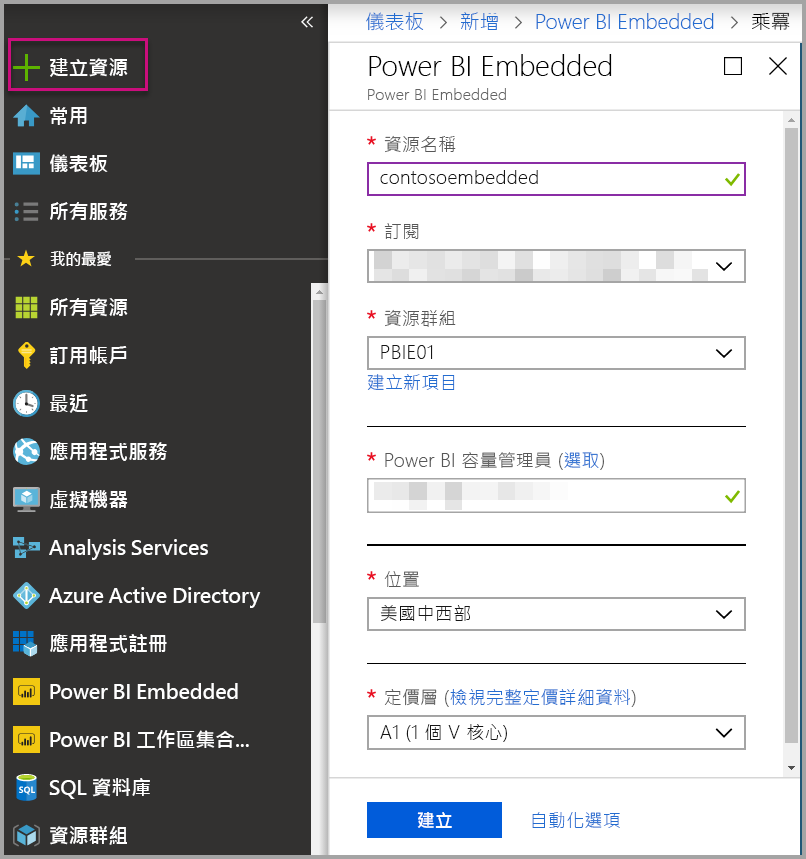 «
建立資源
常用
儀表板
所有服務
我的最愛
所有資源
訂用帳戶
最近
應用程式服務
虛擬機器
Analysis Services
Azure Active Directory
應用程式註冊
Power BI Embedded
Power BI 工作區集合...
SQL 資料庫
資源群組
儀表板 > 新增 > Power BI Embedded > 乘冪
Power BI Embedded
Power BI Embedded
* 資源名稱
contosoembedded
* 訂閱
* 資源群組
PBIE01
建立新項目
* Power BI 容量管理員 (選取)
* 位置
美國中西部
* 定價層 (檢視完整定價詳細資料)
A1 (1 個 V 核心)
建立
自動化選項